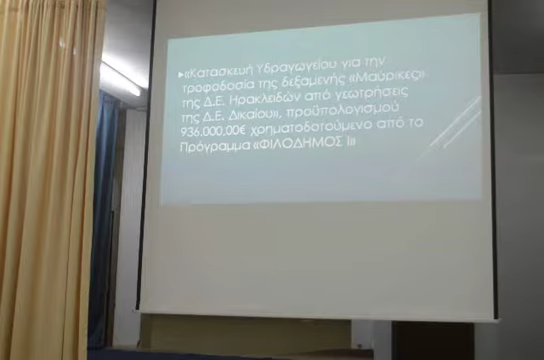 ▸«Κατασκευή Υδραγωγείου για την
τροφοδοσία της δεξαμενής «Μαύρικες»
της Δ.Ε. Ηρακλειδών από γεωτρήσεις
της Δ.Ε. Δικαίου», προϋπολογισμού
936.000,00€ χρηματοδοτούμενο από το
Πρόγραμμα «ΦΙΛΟΔΗΜΟΣ Ι»